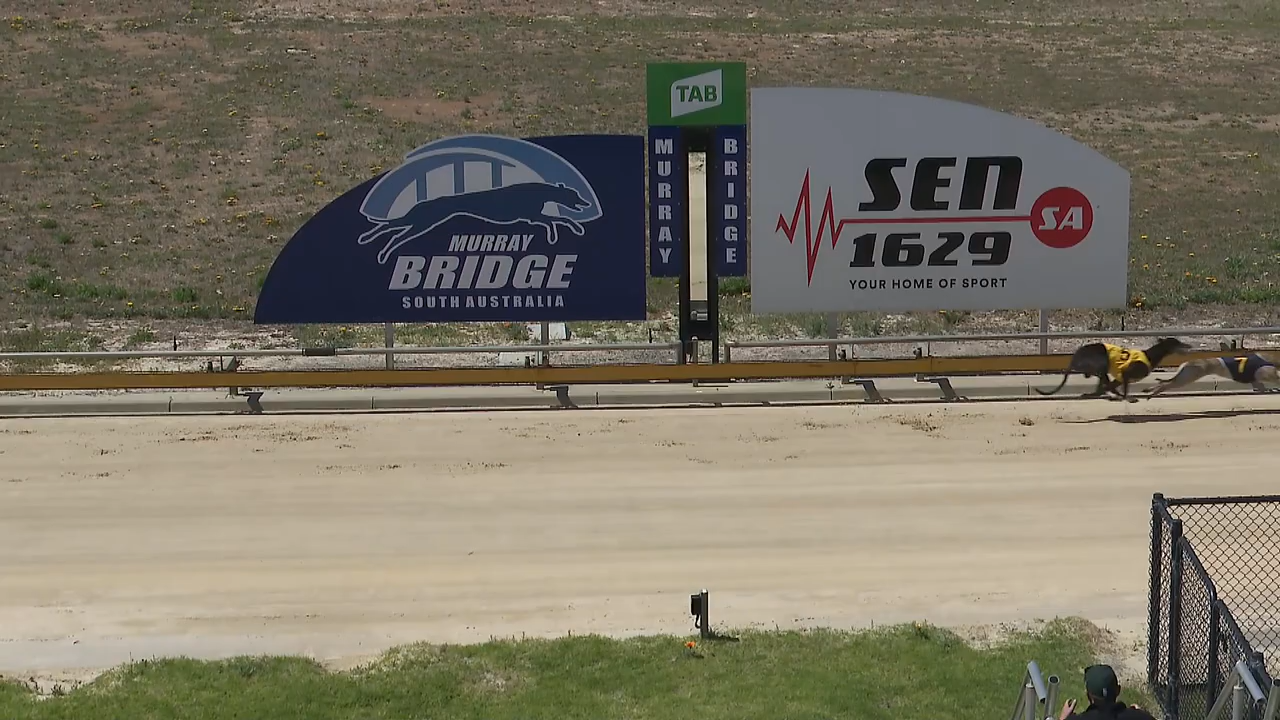 TAB
MURRAY
BRIDGE
MURRAY
BRIDGE
SOUTH AUSTRALIA
SEN
SA
1629
YOUR HOME OF SPORT